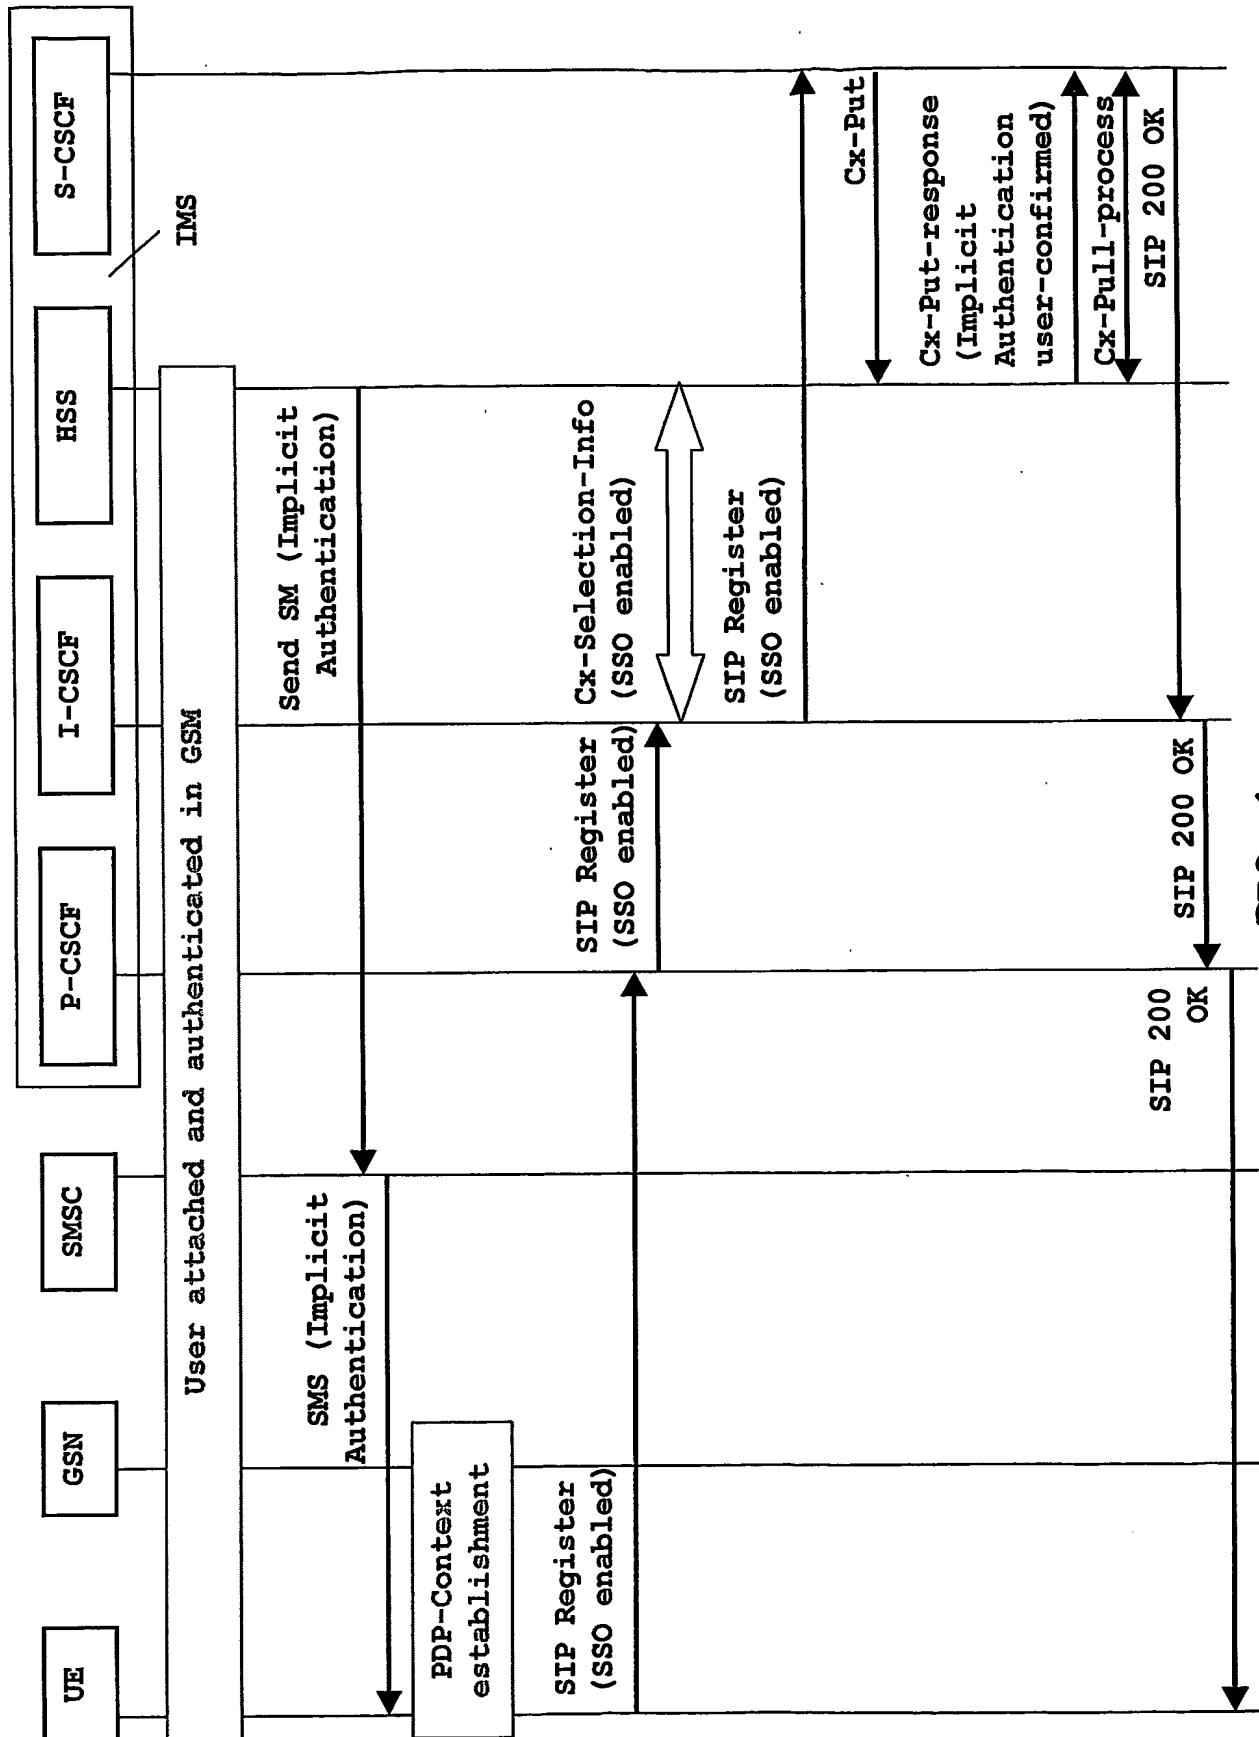 UE
GSN
SMSC
P-CSCF
I-CSCF
HSS
S-CSCF
IMS
User attached and authenticated in GSM
Send SM (Implicit
Authentication)
SMS (Implicit
Authentication)
PDP-Context
establishment
SIP Register
(SSO enabled)
SIP Register
(SSO enabled)
Cx-Selection-Info
(SSO enabled)
SIP Register
(SSO enabled)
Cx-Put
Cx-Put-response
(Implicit
Authentication
user-confirmed)
Cx-Pull-process
SIP 200 OK
SIP 200 OK
SIP 200
OK